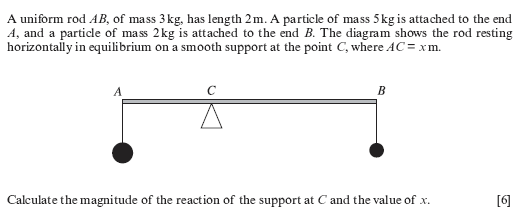 A uniform rod AB, of mass 3 kg, has length 2 m. A particle of mass 5 kg is attached to the end
A, and a particle of mass 2 kg is attached to the end B. The diagram shows the rod resting
horizontally in equilibrium on a smooth support at the point C, where AC = x m.
A C B
Calculate the magnitude of the reaction of the support at C and the value of x. [6]